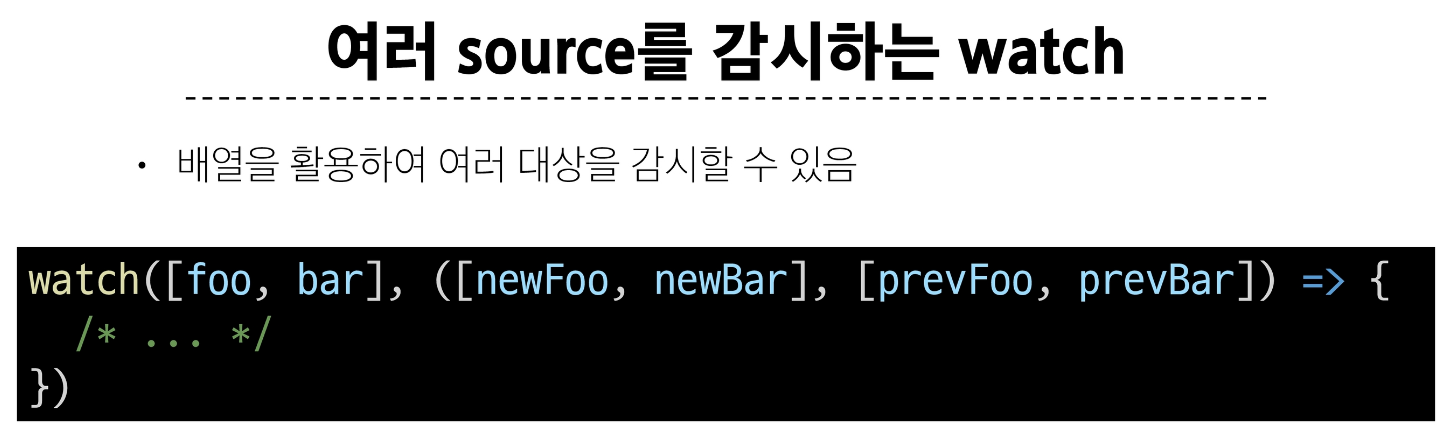 여러 source를 감시하는 watch
• 배열을 활용하여 여러 대상을 감시할 수 있음
watch([foo, bar], ([newFoo, newBar], [prevFoo, prevBar]) => {
  /* ... */
})